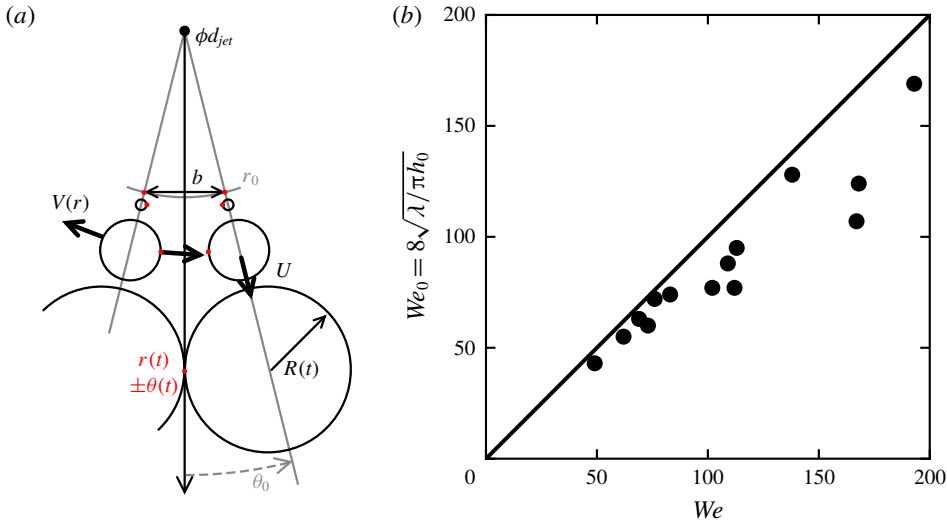 (a)
ϕd_jet
b
r_0
V(r)
U
r(t)
±θ(t)
R(t)
θ_0
(b)
200
150
100
50
0
50
100
150
200
We_0 = 8√λ/πh_0
We